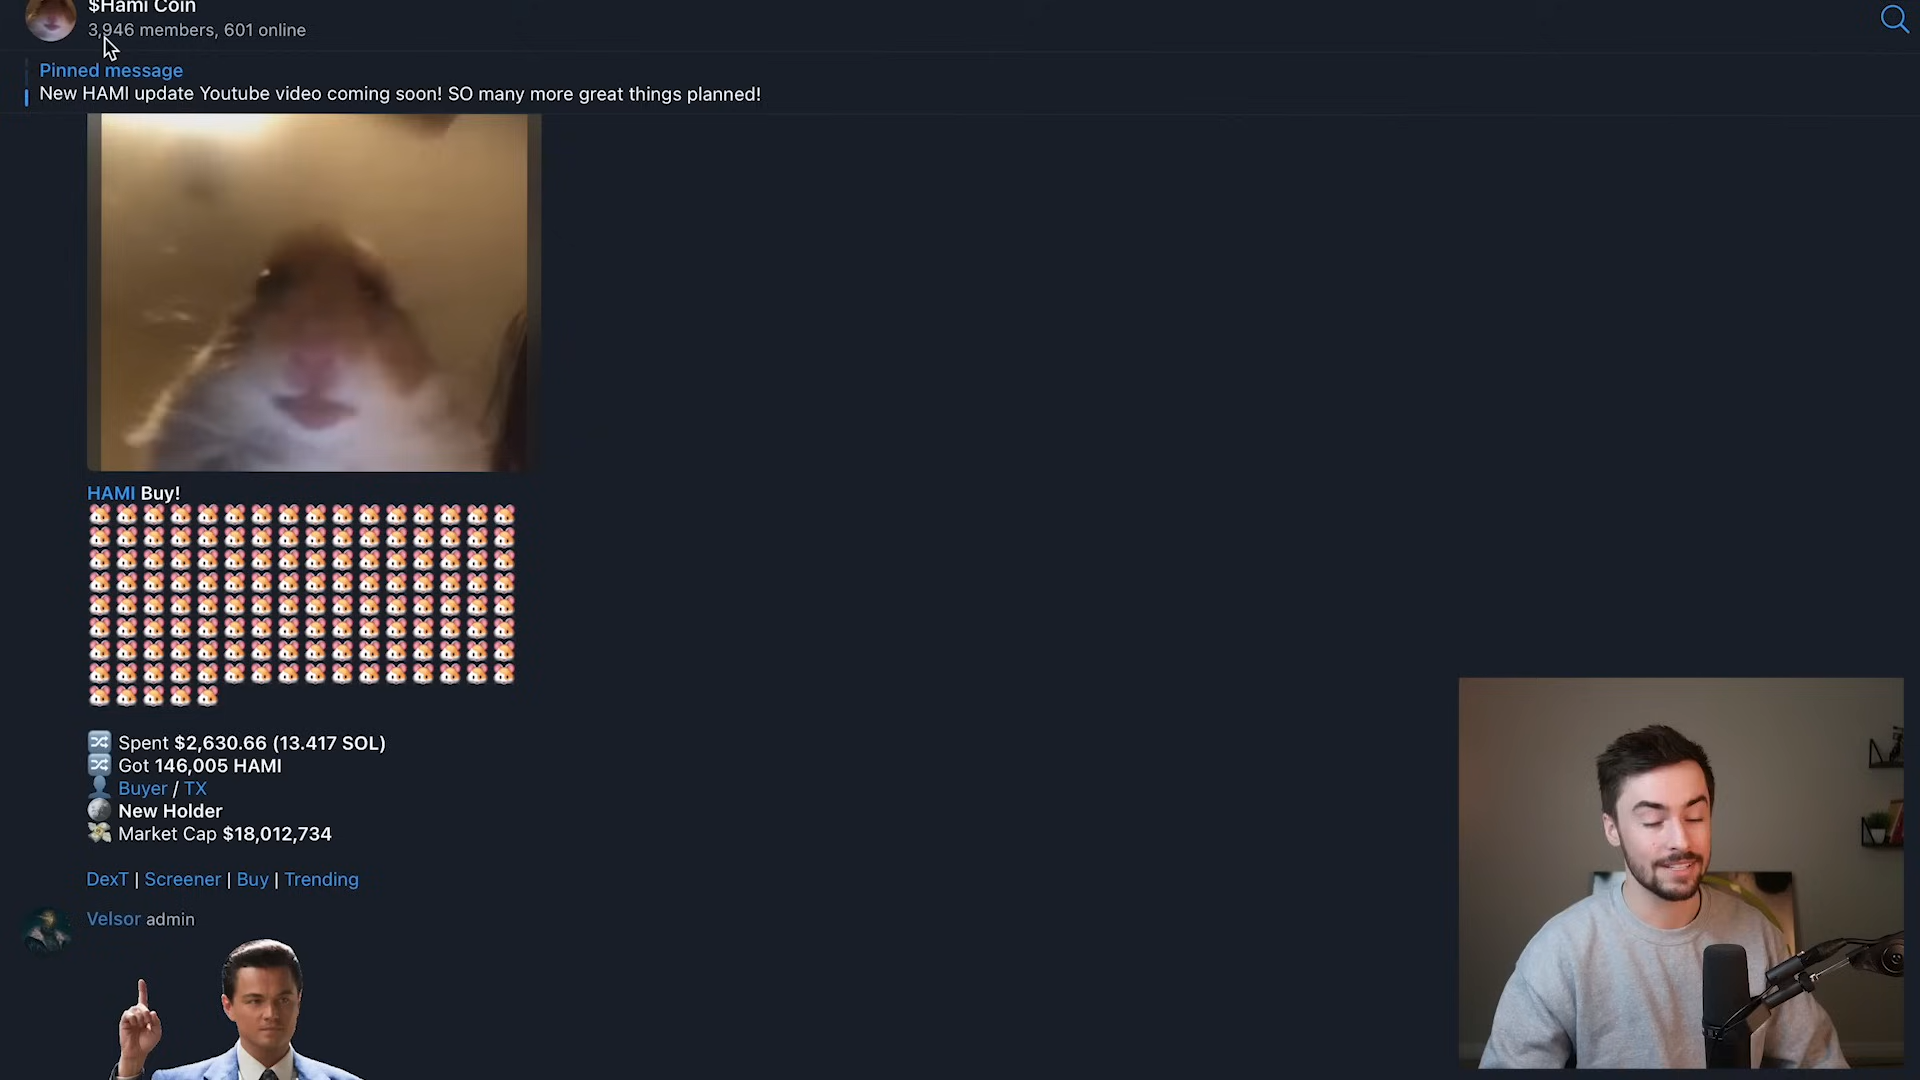 $Hami Coin
3,946 members, 601 online
Pinned message
New HAMI update Youtube video coming soon! SO many more great things planned!
HAMI Buy!
Spent $2,630.66 (13.417 SOL)
Got 146,005 HAMI
Buyer / TX
New Holder
Market Cap $18,012,734
DexT | Screener | Buy | Trending
Velsor admin